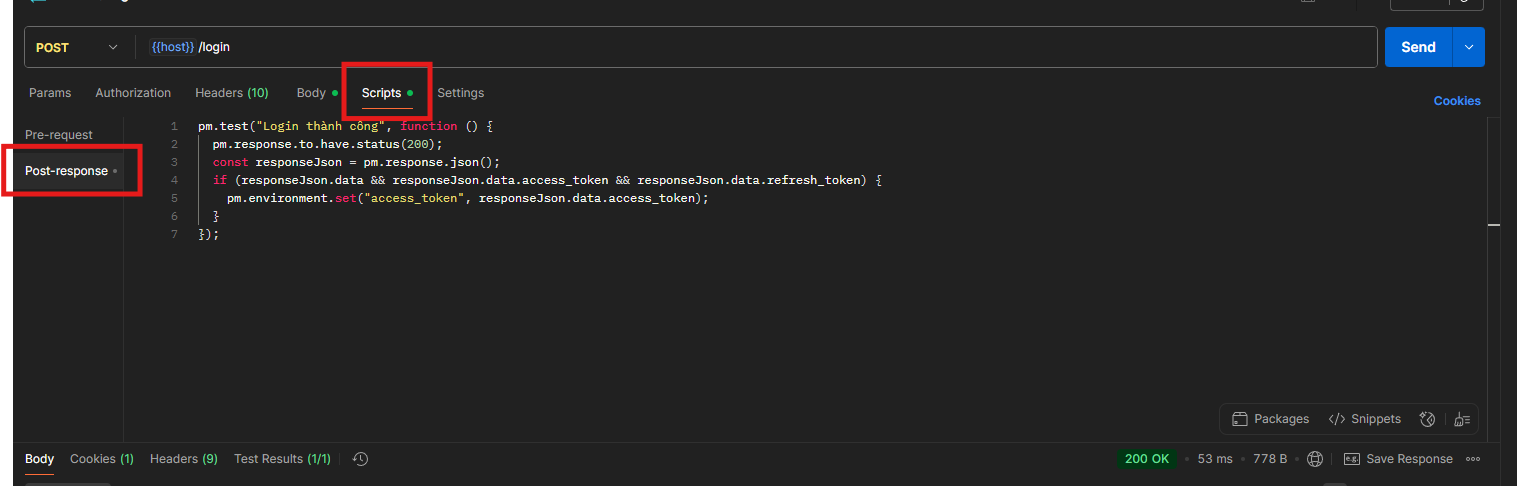 POST {{host}} /login Send
Params Authorization Headers (10) Body Scripts Settings
Cookies
Pre-request
Post-response
1 pm.test("Login thành công", function () {
2 pm.response.to.have.status(200);
3 const responseJson = pm.response.json();
4 if (responseJson.data && responseJson.data.access_token && responseJson.data.refresh_token) {
5 pm.environment.set("access_token", responseJson.data.access_token);
6 }
7 });
Packages </> Snippets
Body Cookies (1) Headers (9) Test Results (1/1) 200 OK • 53 ms • 778 B • e.g. Save Response